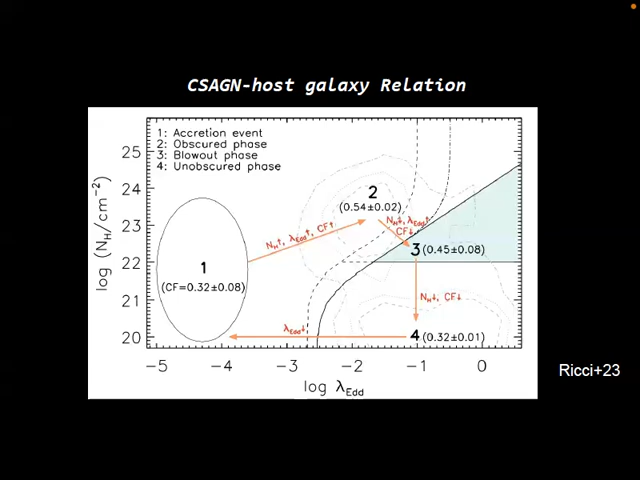 CSAGN-host galaxy Relation
1: Accretion event
2: Obscured phase
3: Blowout phase
4: Unobscured phase
log (N_H/cm⁻²)
25
24
23
22
21
20
2
(0.54±0.02)
N_H↑, λ_Edd↑, CF↑
N_H↓, λ_Edd↑
CF↓
3 (0.45±0.08)
1
(CF=0.32±0.08)
N_H↓, CF↓
λ_Edd↓
4 (0.32±0.01)
−5 −4 −3 −2 −1 0
log λ_Edd
Ricci+23